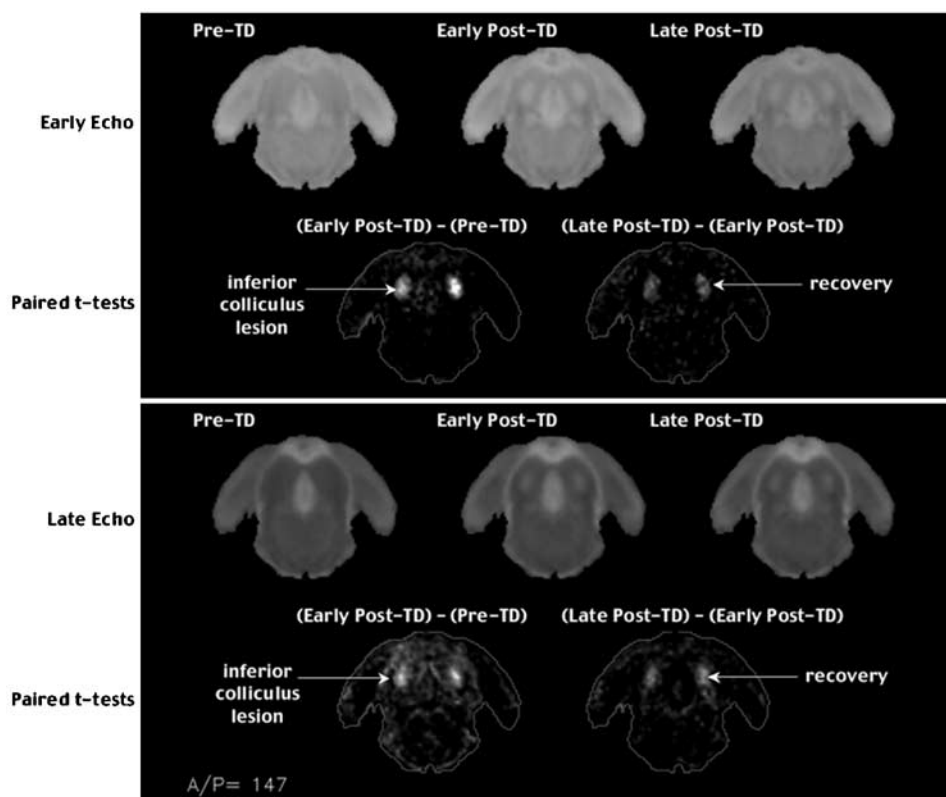 Pre-TD Early Post-TD Late Post-TD
Early Echo
(Early Post-TD) - (Pre-TD) (Late Post-TD) - (Early Post-TD)
inferior
colliculus
lesion
recovery
Paired t-tests
Pre-TD Early Post-TD Late Post-TD
Late Echo
(Early Post-TD) - (Pre-TD) (Late Post-TD) - (Early Post-TD)
inferior
colliculus
lesion
recovery
Paired t-tests
A/P= 147